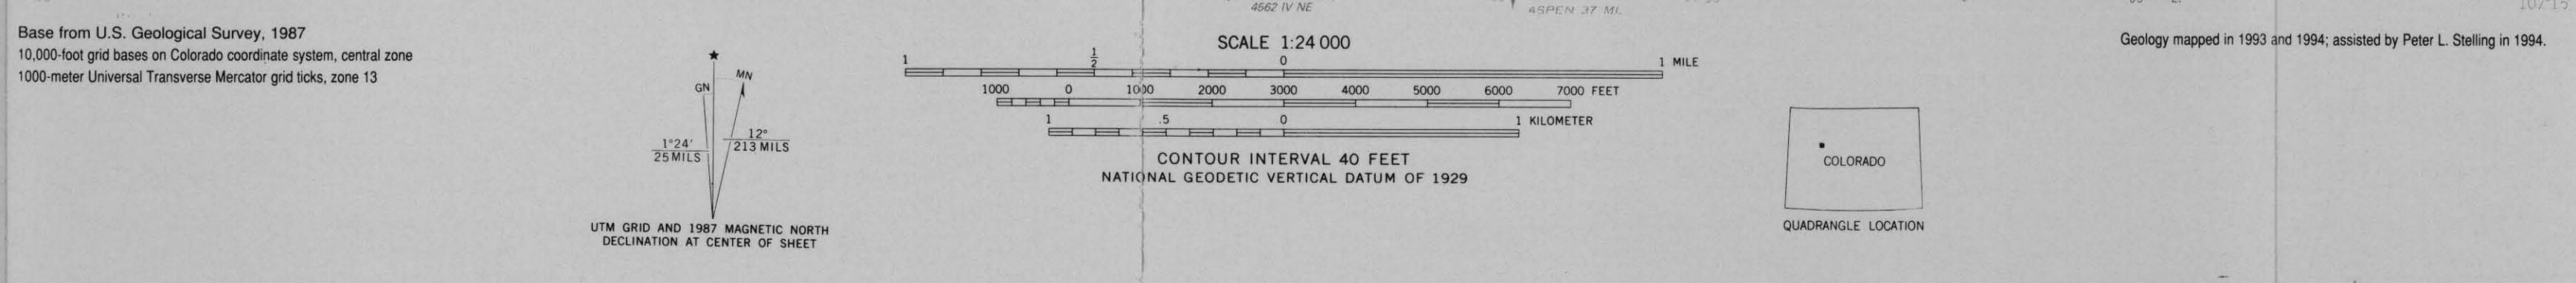 4562 IV NE
ASPEN 37 MI.
107°15'
Base from U.S. Geological Survey, 1987
10,000-foot grid bases on Colorado coordinate system, central zone
1000-meter Universal Transverse Mercator grid ticks, zone 13
★
GN
MN
1°24'
25 MILS
12°
213 MILS
UTM GRID AND 1987 MAGNETIC NORTH
DECLINATION AT CENTER OF SHEET
SCALE 1:24 000
1 1/2 0 1 MILE
1000 0 1000 2000 3000 4000 5000 6000 7000 FEET
1 .5 0 1 KILOMETER
CONTOUR INTERVAL 40 FEET
NATIONAL GEODETIC VERTICAL DATUM OF 1929
COLORADO
QUADRANGLE LOCATION
Geology mapped in 1993 and 1994; assisted by Peter L. Stelling in 1994.